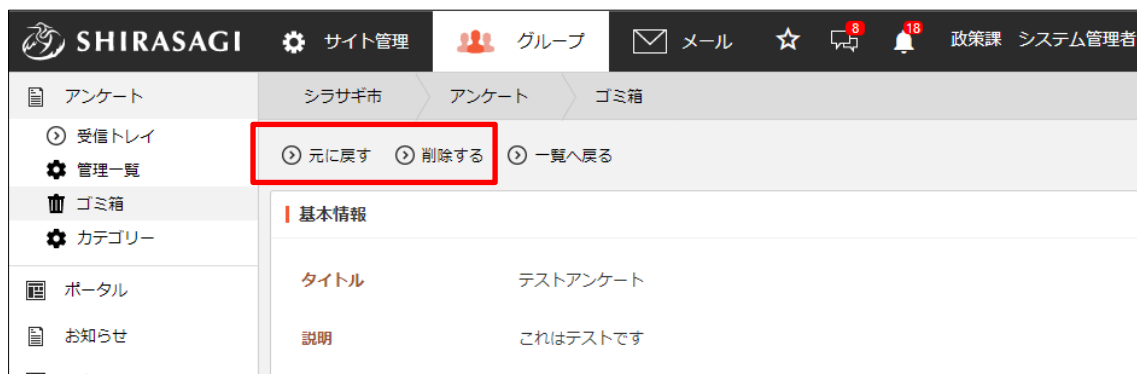 SHIRASAGI サイト管理 グループ メール 8 18 政策課 システム管理者
アンケート
シラサギ市 アンケート ゴミ箱
受信トレイ
管理一覧
ゴミ箱
カテゴリー
ポータル
お知らせ
元に戻す 削除する 一覧へ戻る
基本情報
タイトル テストアンケート
説明 これはテストです